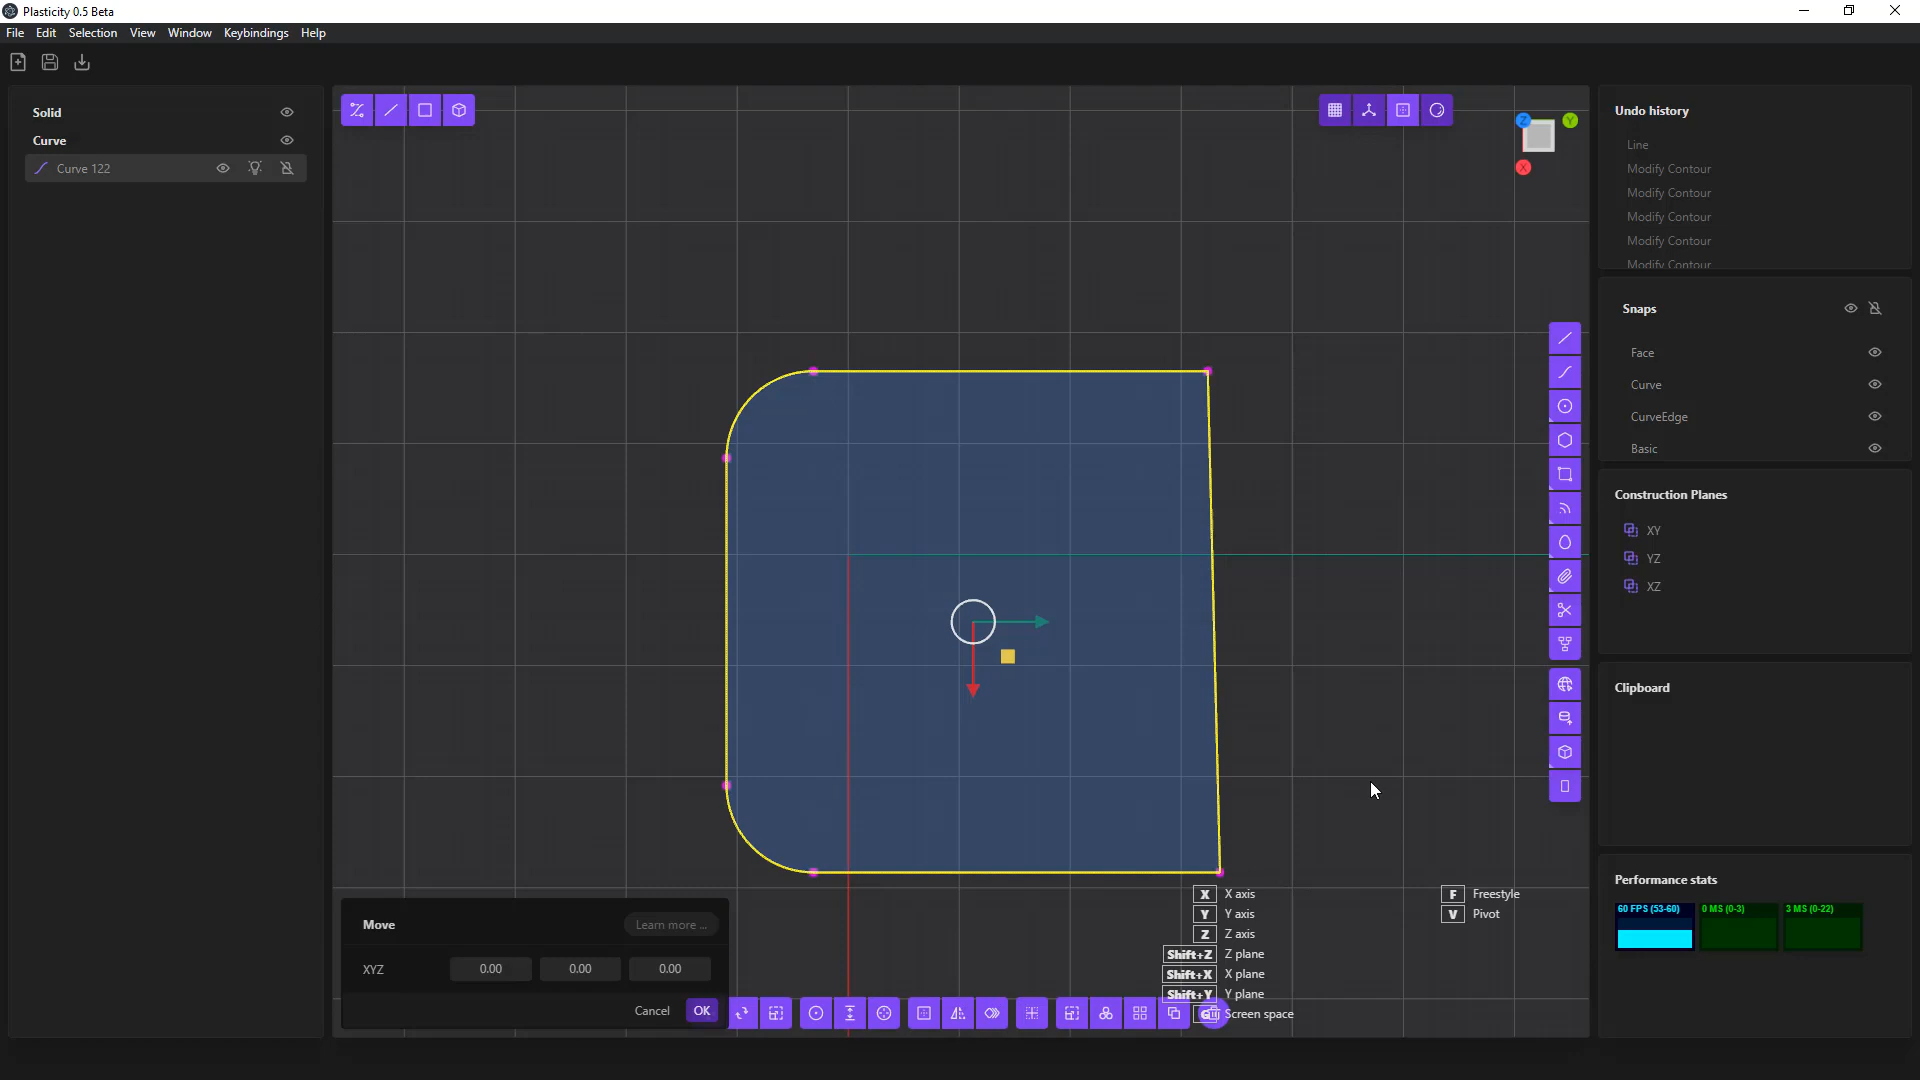 Plasticity 0.5 Beta
File Edit Selection View Window Keybindings Help
Solid
Curve
Curve 122
Z
Y
X
Undo history
Line
Modify Contour
Modify Contour
Modify Contour
Modify Contour
Modify Contour
Snaps
Face
Curve
CurveEdge
Basic
Construction Planes
XY
YZ
XZ
Clipboard
Performance stats
60 FPS (53-60) 0 MS (0-3) 3 MS (0-22)
Move Learn more ...
XYZ 0.00 0.00 0.00
Cancel OK
X X axis
Y Y axis
Z Z axis
Shift+Z Z plane
Shift+X X plane
Shift+Y Y plane
G Screen space
F Freestyle
V Pivot